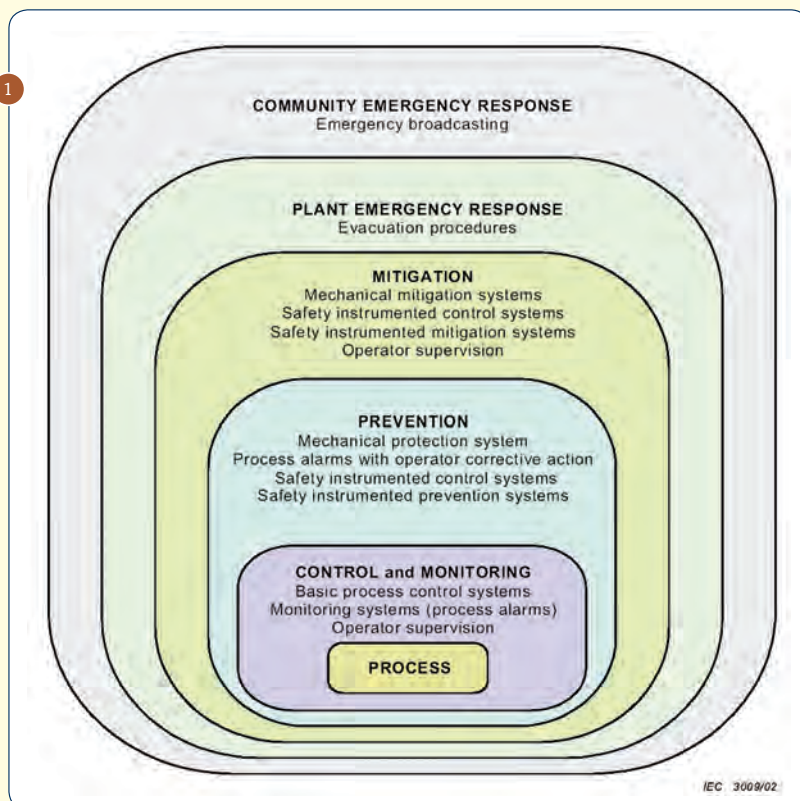 1
COMMUNITY EMERGENCY RESPONSE
Emergency broadcasting
PLANT EMERGENCY RESPONSE
Evacuation procedures
MITIGATION
Mechanical mitigation systems
Safety instrumented control systems
Safety instrumented mitigation systems
Operator supervision
PREVENTION
Mechanical protection system
Process alarms with operator corrective action
Safety instrumented control systems
Safety instrumented prevention systems
CONTROL and MONITORING
Basic process control systems
Monitoring systems (process alarms)
Operator supervision
PROCESS
IEC 3009/02